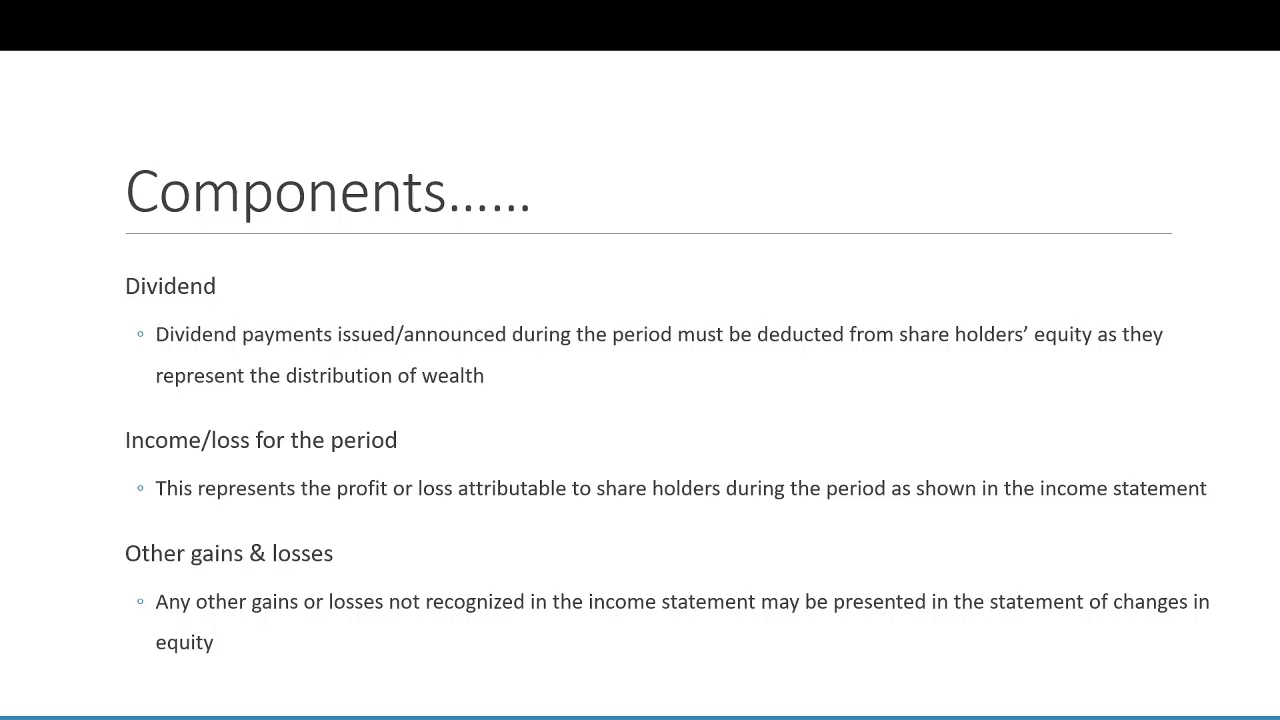 Components......
Dividend
◦ Dividend payments issued/announced during the period must be deducted from share holders’ equity as they
represent the distribution of wealth
Income/loss for the period
◦ This represents the profit or loss attributable to share holders during the period as shown in the income statement
Other gains & losses
◦ Any other gains or losses not recognized in the income statement may be presented in the statement of changes in
equity